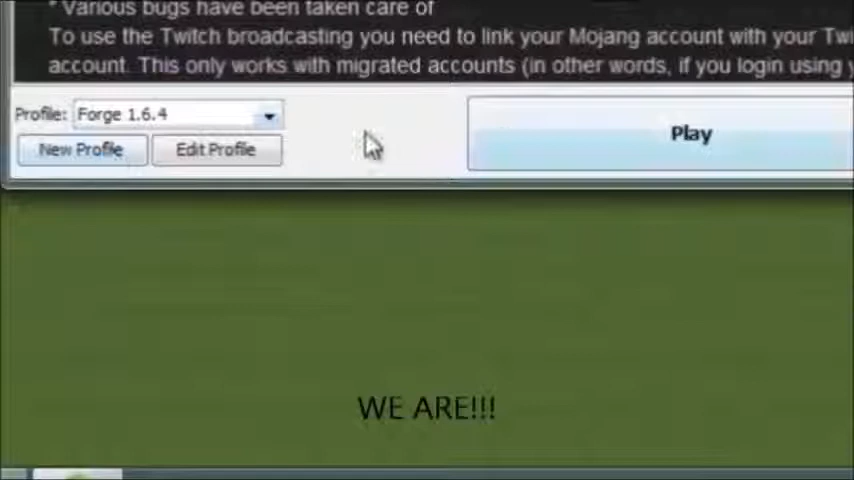 * Various bugs have been taken care of
To use the Twitch broadcasting you need to link your Mojang account with your Twi
account. This only works with migrated accounts (in other words, if you login using y
Profile: Forge 1.6.4
Play
New Profile Edit Profile
WE ARE!!!